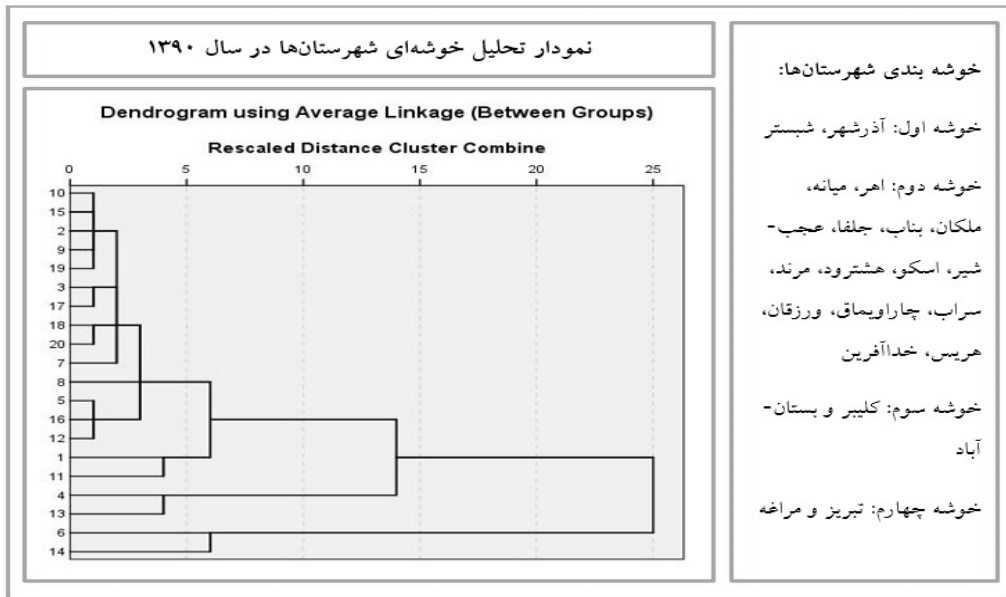 نمودار تحلیل خوشه‌ای شهرستان‌ها در سال ۱۳۹۰
Dendrogram using Average Linkage (Between Groups)
Rescaled Distance Cluster Combine
0 5 10 15 20 25
10
15
2
9
19
3
17
18
20
7
8
5
16
12
1
11
4
13
6
14
خوشه بندی شهرستان‌ها:
خوشه اول: آذرشهر، شبستر
خوشه دوم: اهر، میانه،
ملکان، بناب، جلفا، عجب-
شیر، اسکو، هشترود، مرند،
سراب، چاراویماق، ورزقان،
هریس، خداآفرین
خوشه سوم: کلیبر و بستان-
آباد
خوشه چهارم: تبریز و مراغه